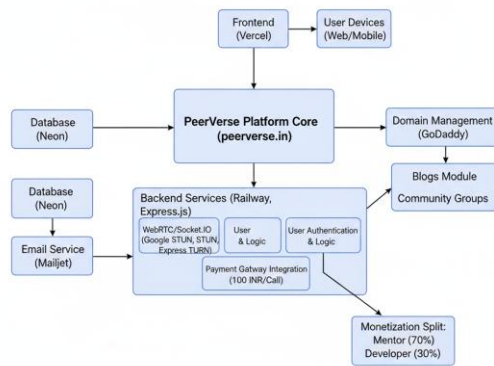 Frontend
(Vercel)
User Devices
(Web/Mobile)
Database
(Neon)
PeerVerse Platform Core
(peerverse.in)
Domain Management
(GoDaddy)
Database
(Neon)
Blogs Module
Community Groups
Backend Services (Railway,
Express.js)
WebRTC/Socket.IO
(Google STUN, STUN,
Express TURN)
User
& Logic
User Authentication
& Logic
Email Service
(Mailjet)
Payment Gatway Integration
(100 INR/Call)
Monetization Split:
Mentor (70%)
Developer (30%)